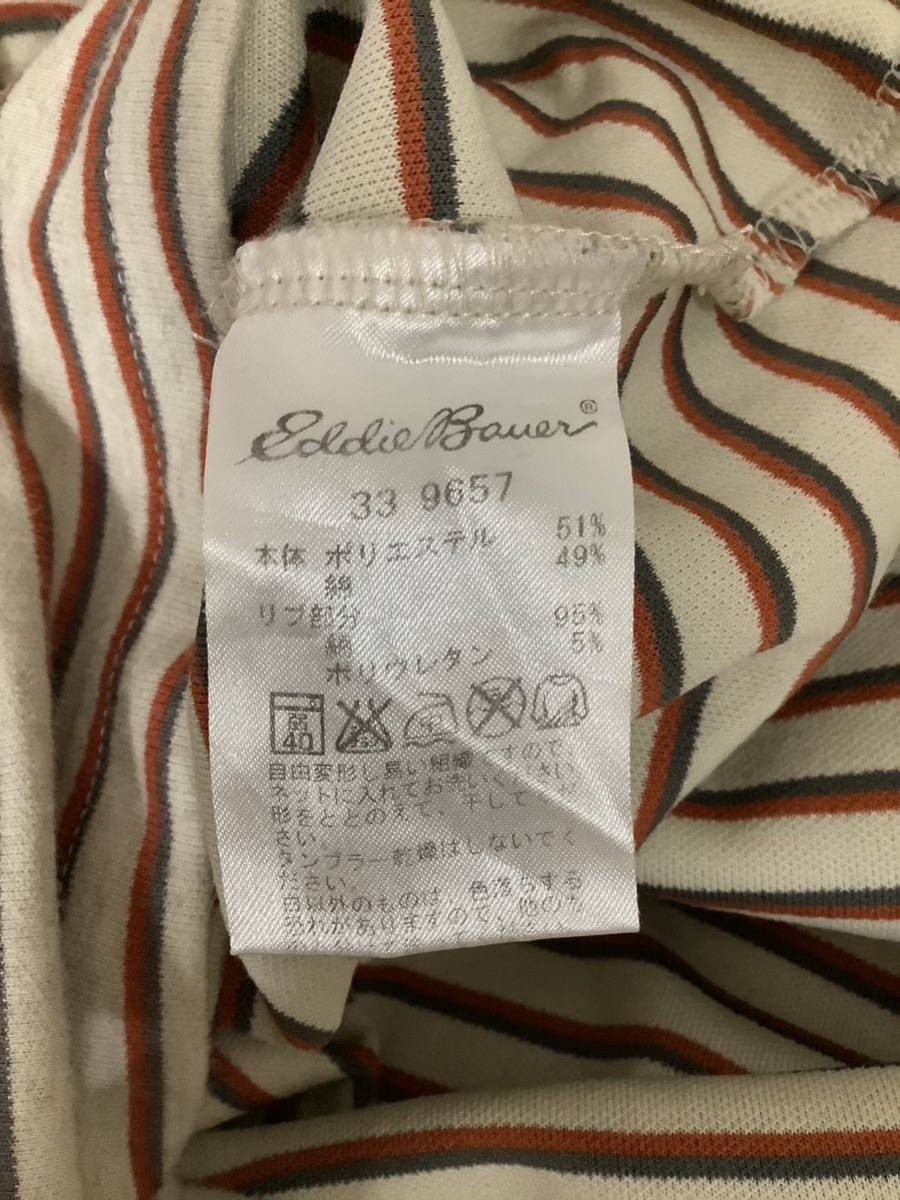 Eddie Bauer®
33 9657
本体 ポリエステル 51%
綿 49%
リブ部分
綿 95%
ポリウレタン 5%
40
目由変形し易い組織ですので、
ネットに入れてお洗いください
形をととのえて、干してくだ
さい。
タンブラー乾燥はしないでく
ださい。
白以外のものは、色落ちする
恐れがありますので、他のも